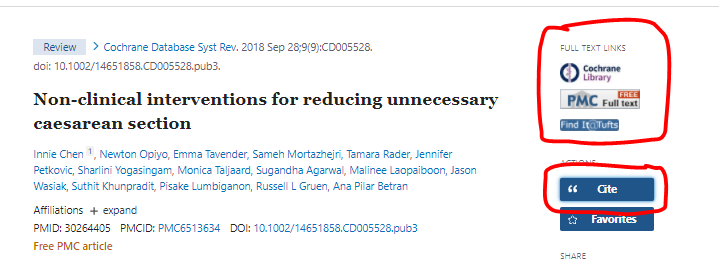 Review > Cochrane Database Syst Rev. 2018 Sep 28;9(9):CD005528.
doi: 10.1002/14651858.CD005528.pub3.
Non-clinical interventions for reducing unnecessary
caesarean section
Innie Chen 1, Newton Opiyo, Emma Tavender, Sameh Mortazhejri, Tamara Rader, Jennifer
Petkovic, Sharlini Yogasingam, Monica Taljaard, Sugandha Agarwal, Malinee Laopaiboon, Jason
Wasiak, Suthit Khunpradit, Pisake Lumbiganon, Russell L Gruen, Ana Pilar Betran
Affiliations + expand
PMID: 30264405 PMCID: PMC6513634 DOI: 10.1002/14651858.CD005528.pub3
Free PMC article
FULL TEXT LINKS
Cochrane
Library
PMC FREE
Full text
Find It@Tufts
ACTIONS
Cite
Favorites
SHARE